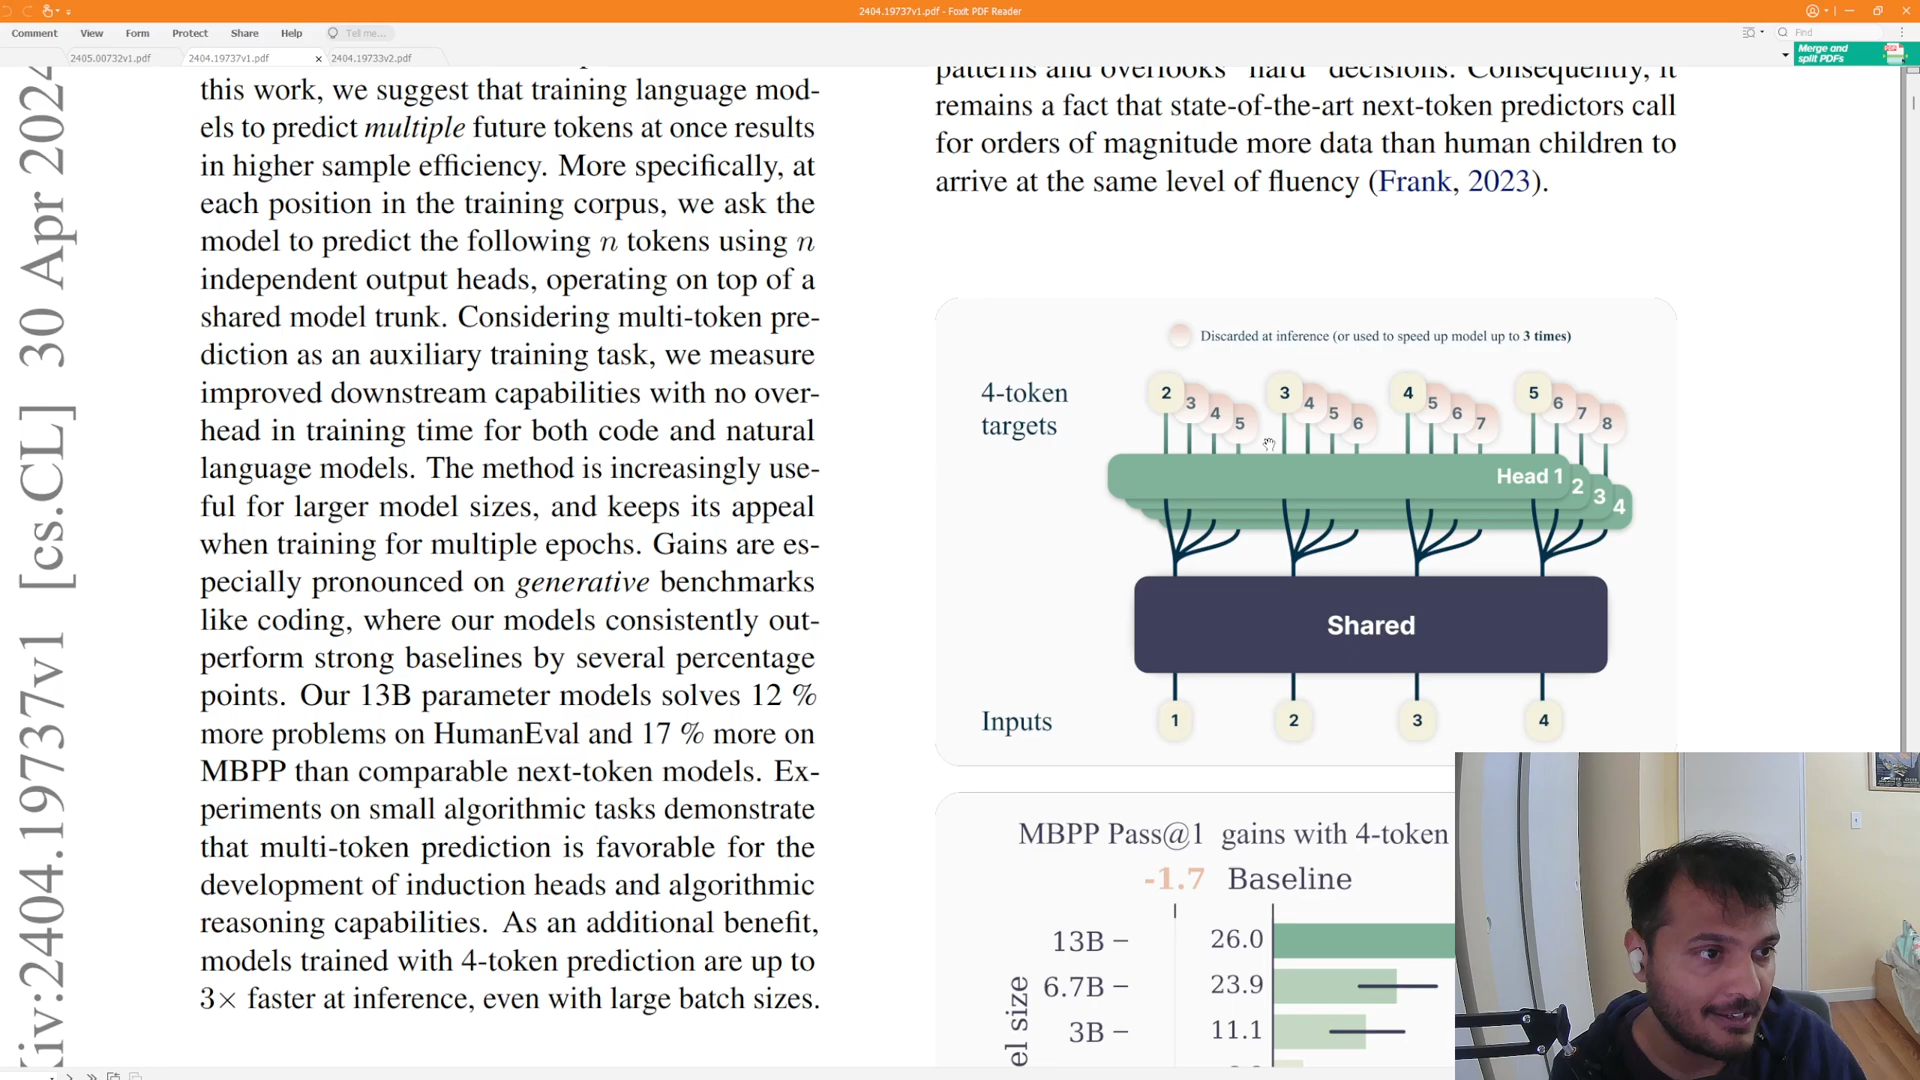 2404.19737v1.pdf - Foxit PDF Reader
Comment View Form Protect Share Help Tell me... Find
2405.00732v1.pdf 2404.19737v1.pdf × 2404.19733v2.pdf
Merge and
split PDFs
[cs.CL] 30 Apr 2024
Xiv:2404.19737v1
this work, we suggest that training language mod-
els to predict multiple future tokens at once results
in higher sample efficiency. More specifically, at
each position in the training corpus, we ask the
model to predict the following n tokens using n
independent output heads, operating on top of a
shared model trunk. Considering multi-token pre-
diction as an auxiliary training task, we measure
improved downstream capabilities with no over-
head in training time for both code and natural
language models. The method is increasingly use-
ful for larger model sizes, and keeps its appeal
when training for multiple epochs. Gains are es-
pecially pronounced on generative benchmarks
like coding, where our models consistently out-
perform strong baselines by several percentage
points. Our 13B parameter models solves 12 %
more problems on HumanEval and 17 % more on
MBPP than comparable next-token models. Ex-
periments on small algorithmic tasks demonstrate
that multi-token prediction is favorable for the
development of induction heads and algorithmic
reasoning capabilities. As an additional benefit,
models trained with 4-token prediction are up to
3× faster at inference, even with large batch sizes.
patterns and overlooks "hard" decisions. Consequently, it
remains a fact that state-of-the-art next-token predictors call
for orders of magnitude more data than human children to
arrive at the same level of fluency (Frank, 2023).
Discarded at inference (or used to speed up model up to 3 times)
4-token
targets
2 3 4 5 3 4 5 6 4 5 6 7 5 6 7 8
Head 1 2 3 4
Shared
Inputs 1 2 3 4
MBPP Pass@1 gains with 4-token
-1.7 Baseline
13B 26.0
6.7B 23.9
3B 11.1
el size